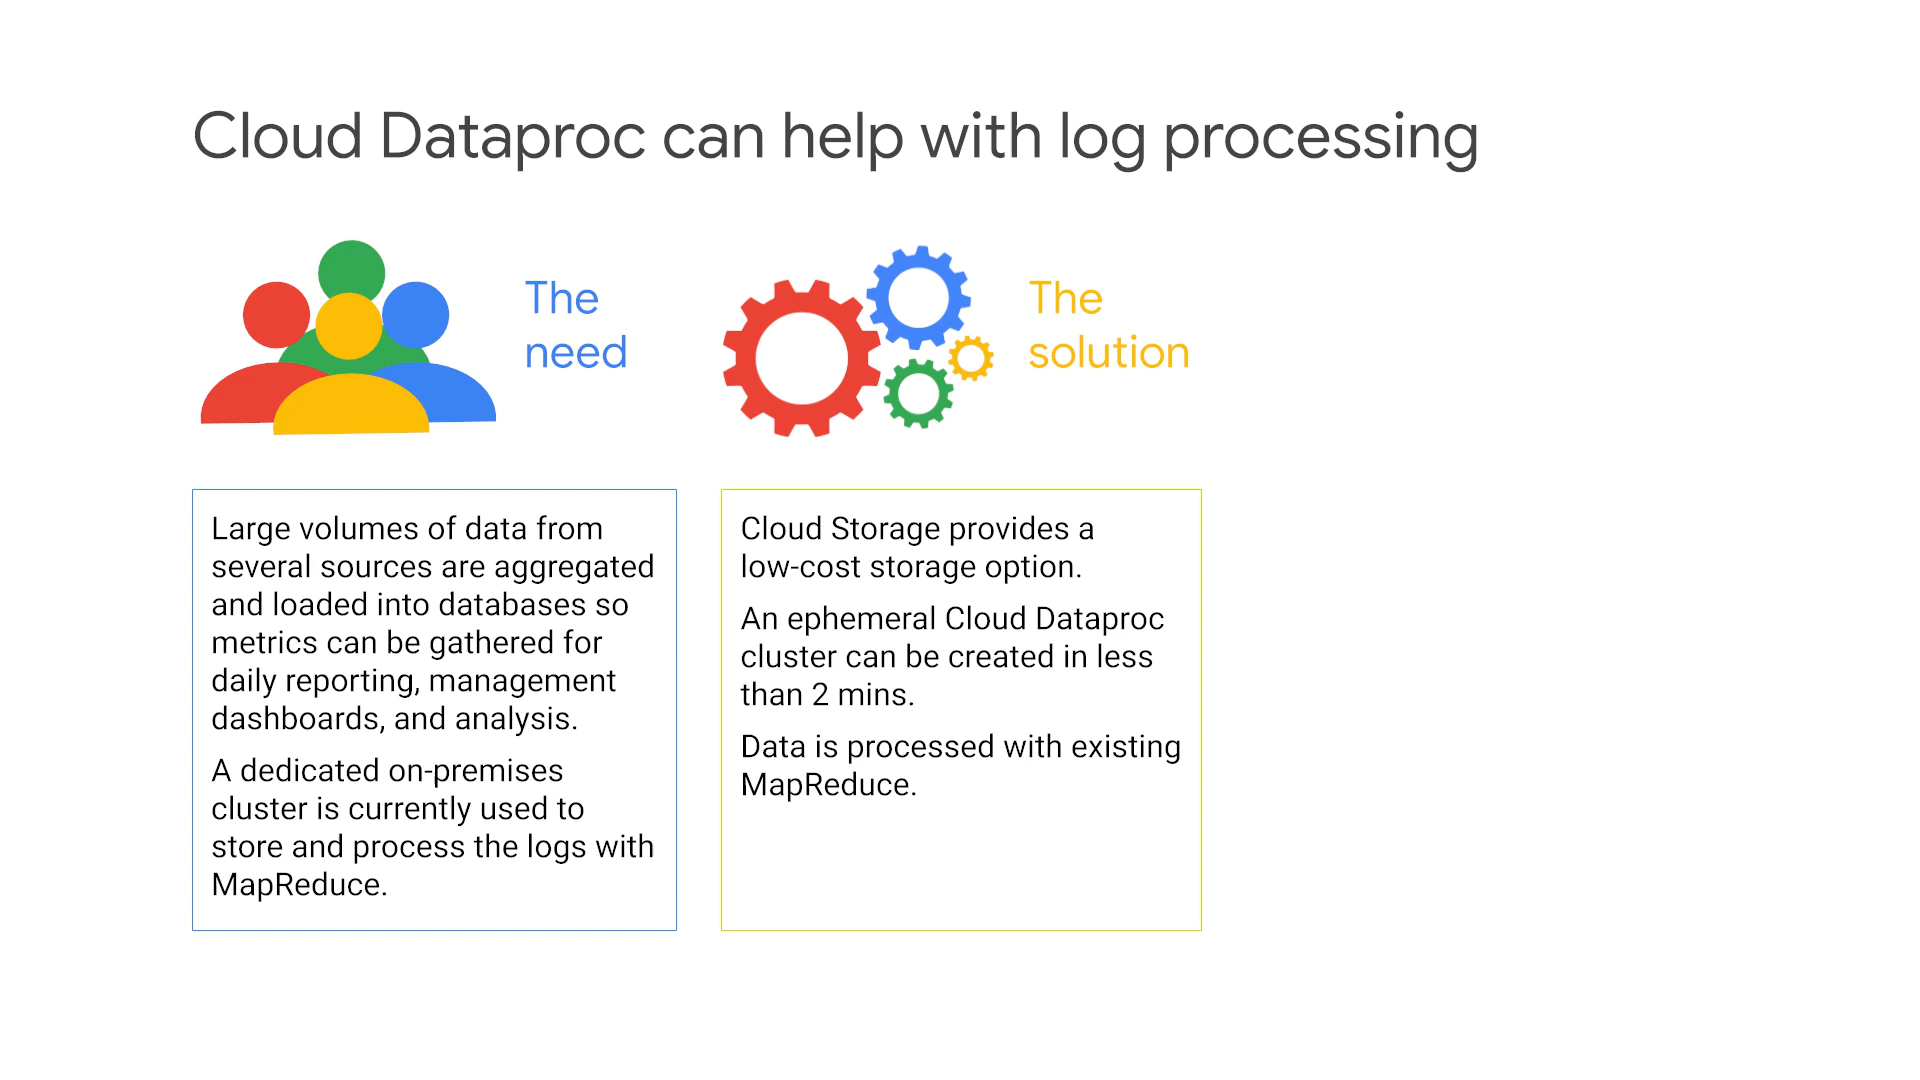 Cloud Dataproc can help with log processing
The
need
The
solution
Large volumes of data from
several sources are aggregated
and loaded into databases so
metrics can be gathered for
daily reporting, management
dashboards, and analysis.
A dedicated on-premises
cluster is currently used to
store and process the logs with
MapReduce.
Cloud Storage provides a
low-cost storage option.
An ephemeral Cloud Dataproc
cluster can be created in less
than 2 mins.
Data is processed with existing
MapReduce.